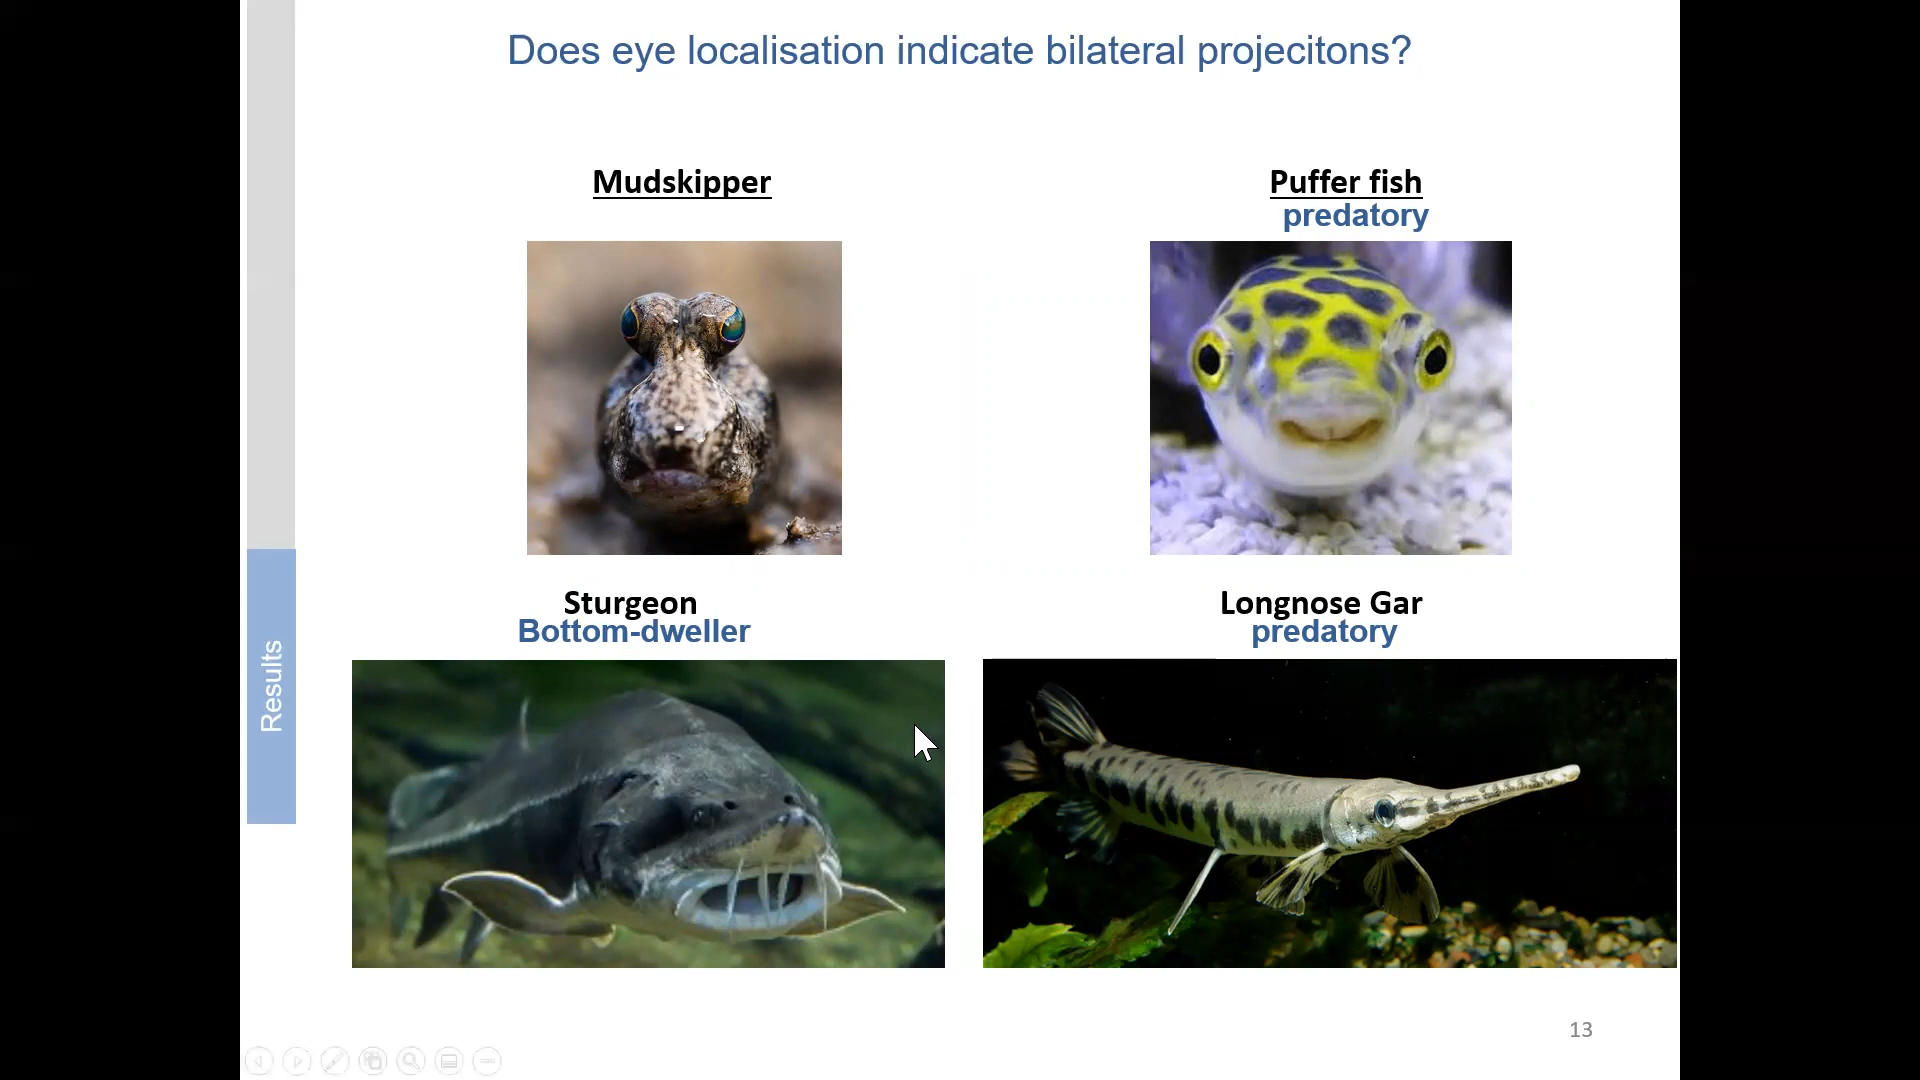 Does eye localisation indicate bilateral projecitons?
Mudskipper
Puffer fish
predatory
Sturgeon
Bottom-dweller
Longnose Gar
predatory
Results
13